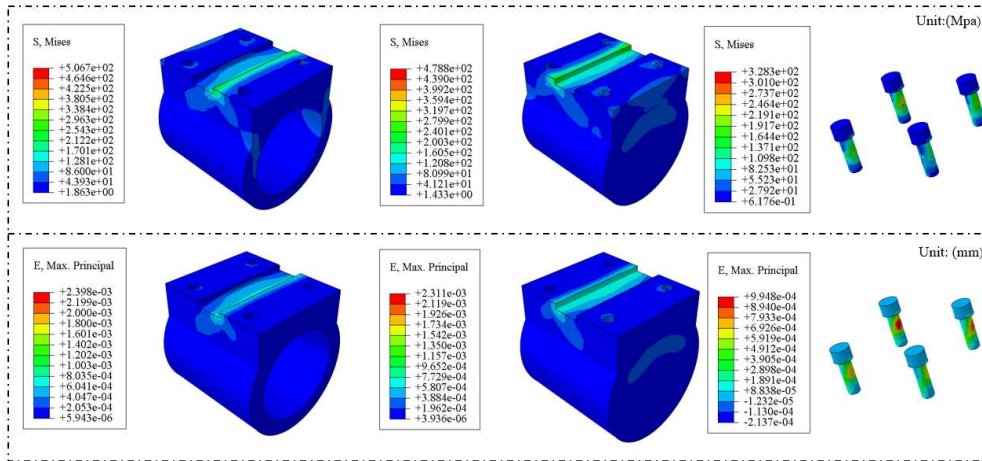 Unit:(Mpa)
S, Mises
+5.067e+02
+4.646e+02
+4.225e+02
+3.805e+02
+3.384e+02
+2.963e+02
+2.543e+02
+2.122e+02
+1.701e+02
+1.281e+02
+8.600e+01
+4.393e+01
+1.863e+00
S, Mises
+4.788e+02
+4.390e+02
+3.992e+02
+3.594e+02
+3.197e+02
+2.799e+02
+2.401e+02
+2.003e+02
+1.605e+02
+1.208e+02
+8.099e+01
+4.121e+01
+1.433e+00
S, Mises
+3.283e+02
+3.010e+02
+2.737e+02
+2.464e+02
+2.191e+02
+1.917e+02
+1.644e+02
+1.371e+02
+1.098e+02
+8.253e+01
+5.523e+01
+2.792e+01
+6.176e-01
Unit: (mm)
E, Max. Principal
+2.398e-03
+2.199e-03
+2.000e-03
+1.800e-03
+1.601e-03
+1.402e-03
+1.202e-03
+1.003e-03
+8.035e-04
+6.041e-04
+4.047e-04
+2.053e-04
+5.943e-06
E, Max. Principal
+2.311e-03
+2.119e-03
+1.926e-03
+1.734e-03
+1.542e-03
+1.350e-03
+1.157e-03
+9.652e-04
+7.729e-04
+5.807e-04
+3.884e-04
+1.962e-04
+3.936e-06
E, Max. Principal
+9.948e-04
+8.940e-04
+7.933e-04
+6.926e-04
+5.919e-04
+4.912e-04
+3.905e-04
+2.898e-04
+1.891e-04
+8.838e-05
-1.232e-05
-1.130e-04
-2.137e-04